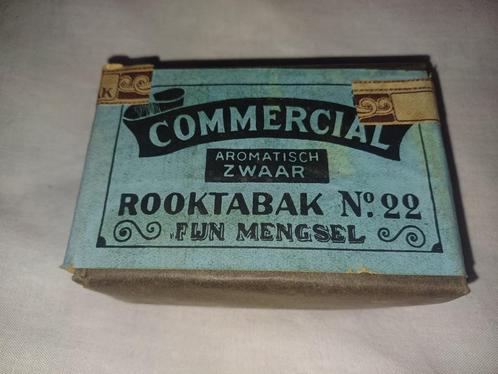 K
COMMERCIAL
AROMATISCH
ZWAAR
ROOKTABAK No. 22
FIJN MENGSEL